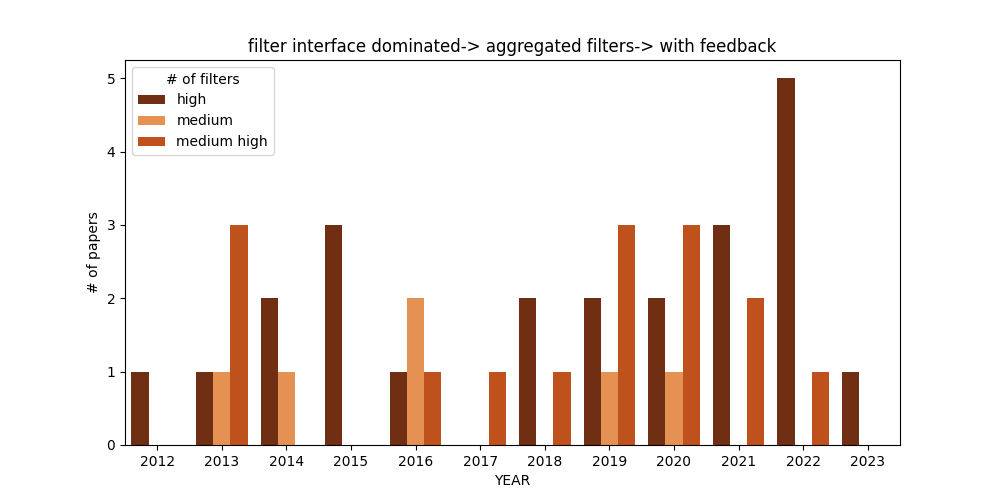 filter interface dominated-> aggregated filters-> with feedback
# of filters
high
medium
medium high
# of papers
5
4
3
2
1
0
2012 2013 2014 2015 2016 2017 2018 2019 2020 2021 2022 2023
YEAR